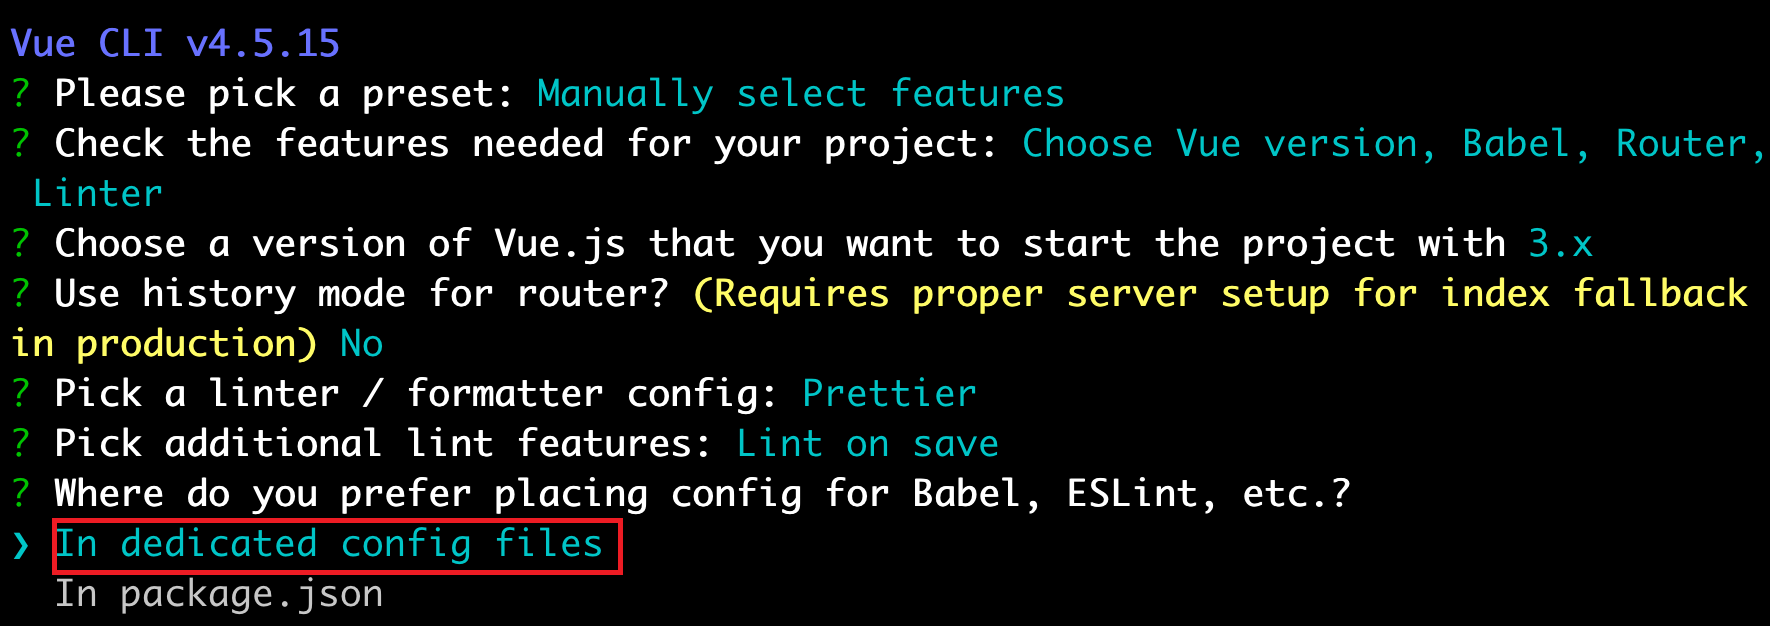 Vue CLI v4.5.15
? Please pick a preset: Manually select features
? Check the features needed for your project: Choose Vue version, Babel, Router,
Linter
? Choose a version of Vue.js that you want to start the project with 3.x
? Use history mode for router? (Requires proper server setup for index fallback
in production) No
? Pick a linter / formatter config: Prettier
? Pick additional lint features: Lint on save
? Where do you prefer placing config for Babel, ESLint, etc.?
❯ In dedicated config files
In package.json